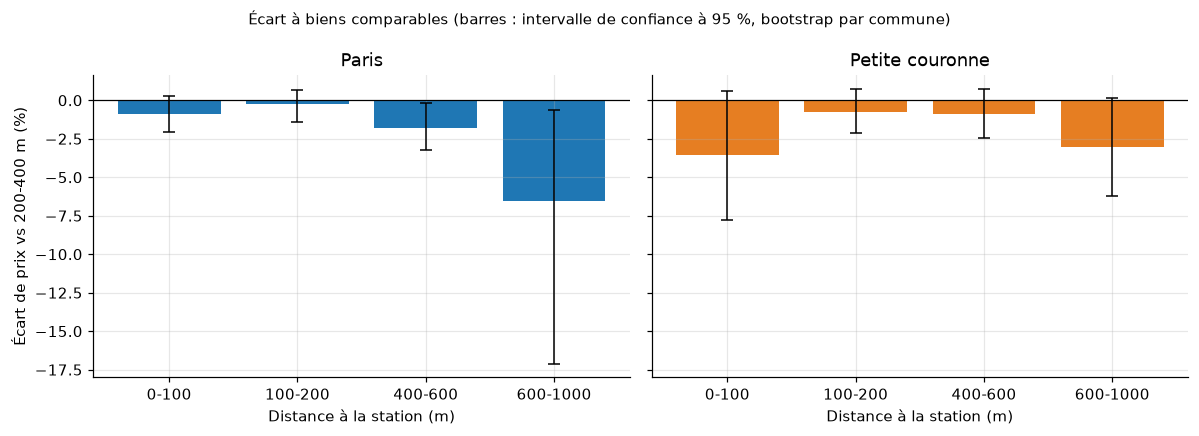 Écart à biens comparables (barres : intervalle de confiance à 95 %, bootstrap par commune)
Paris
Petite couronne
Écart de prix vs 200-400 m (%)
0.0
−2.5
−5.0
−7.5
−10.0
−12.5
−15.0
−17.5
0-100
100-200
400-600
600-1000
0-100
100-200
400-600
600-1000
Distance à la station (m)
Distance à la station (m)